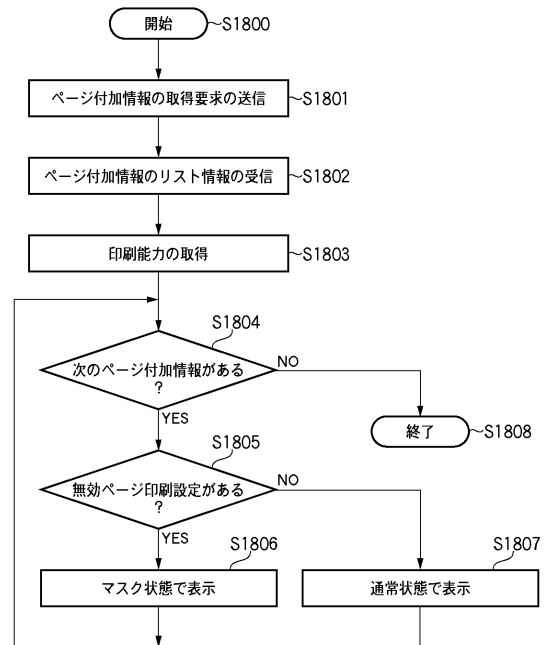 開始
S1800
ページ付加情報の取得要求の送信
S1801
ページ付加情報のリスト情報の受信
S1802
印刷能力の取得
S1803
S1804
次のページ付加情報がある
?
NO
YES
終了
S1808
S1805
無効ページ印刷設定がある
?
NO
YES
S1806
マスク状態で表示
S1807
通常状態で表示